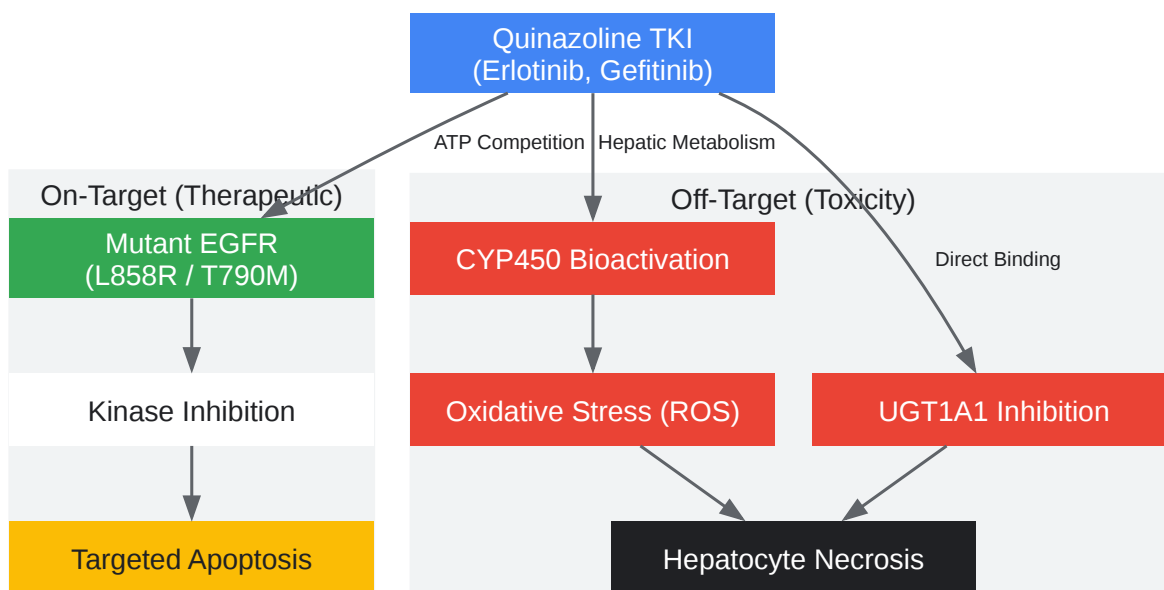 Quinazoline TKI
(Erlotinib, Gefitinib)
ATP Competition
Hepatic Metabolism
On-Target (Therapeutic)
Off-Target (Toxicity)
Mutant EGFR
(L858R / T790M)
CYP450 Bioactivation
Direct Binding
Kinase Inhibition
Oxidative Stress (ROS)
UGT1A1 Inhibition
Targeted Apoptosis
Hepatocyte Necrosis